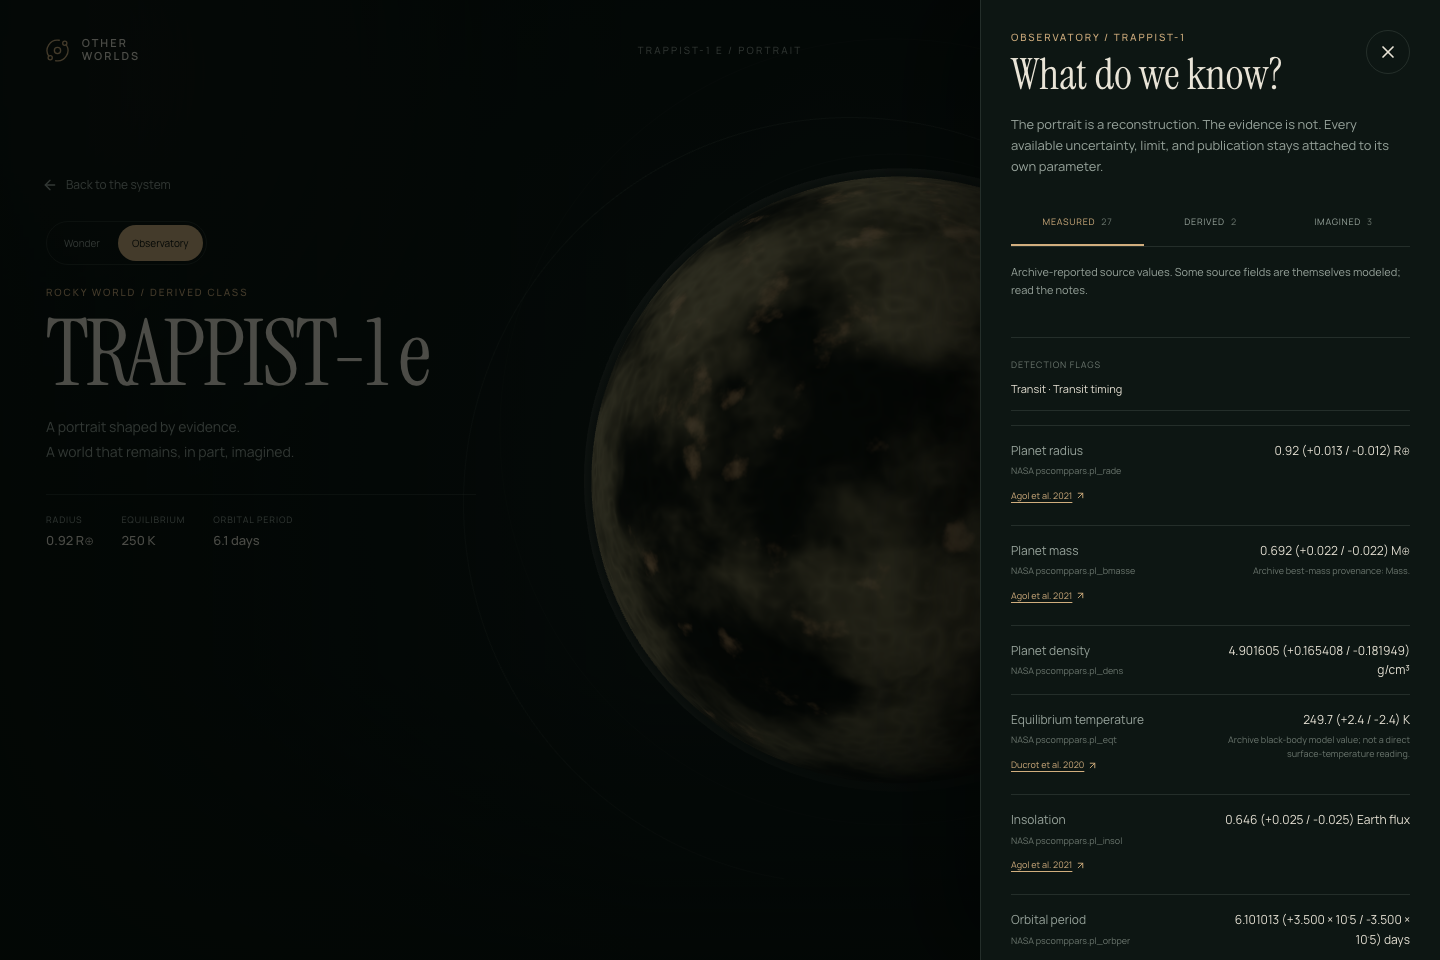 OTHER
WORLDS
TRAPPIST-1 E / PORTRAIT
Back to the system
Wonder
Observatory
ROCKY WORLD / DERIVED CLASS
TRAPPIST-1 e
A portrait shaped by evidence.
A world that remains, in part, imagined.
RADIUS EQUILIBRIUM ORBITAL PERIOD
0.92 R⊕ 250 K 6.1 days
OBSERVATORY / TRAPPIST-1
What do we know?
The portrait is a reconstruction. The evidence is not. Every
available uncertainty, limit, and publication stays attached to its
own parameter.
MEASURED 27 DERIVED 2 IMAGINED 3
Archive-reported source values. Some source fields are themselves modeled;
read the notes.
DETECTION FLAGS
Transit · Transit timing
Planet radius 0.92 (+0.013 / -0.012) R⊕
NASA pscomppars.pl_rade
Agol et al. 2021 ↗
Planet mass 0.692 (+0.022 / -0.022) M⊕
NASA pscomppars.pl_bmasse Archive best-mass provenance: Mass.
Agol et al. 2021 ↗
Planet density 4.901605 (+0.165408 / -0.181949)
NASA pscomppars.pl_dens g/cm³
Equilibrium temperature 249.7 (+2.4 / -2.4) K
NASA pscomppars.pl_eqt Archive black-body model value; not a direct
surface-temperature reading.
Ducrot et al. 2020 ↗
Insolation 0.646 (+0.025 / -0.025) Earth flux
NASA pscomppars.pl_insol
Agol et al. 2021 ↗
Orbital period 6.101013 (+3.500 × 10⁻5 / -3.500 ×
NASA pscomppars.pl_orbper 10⁻5) days